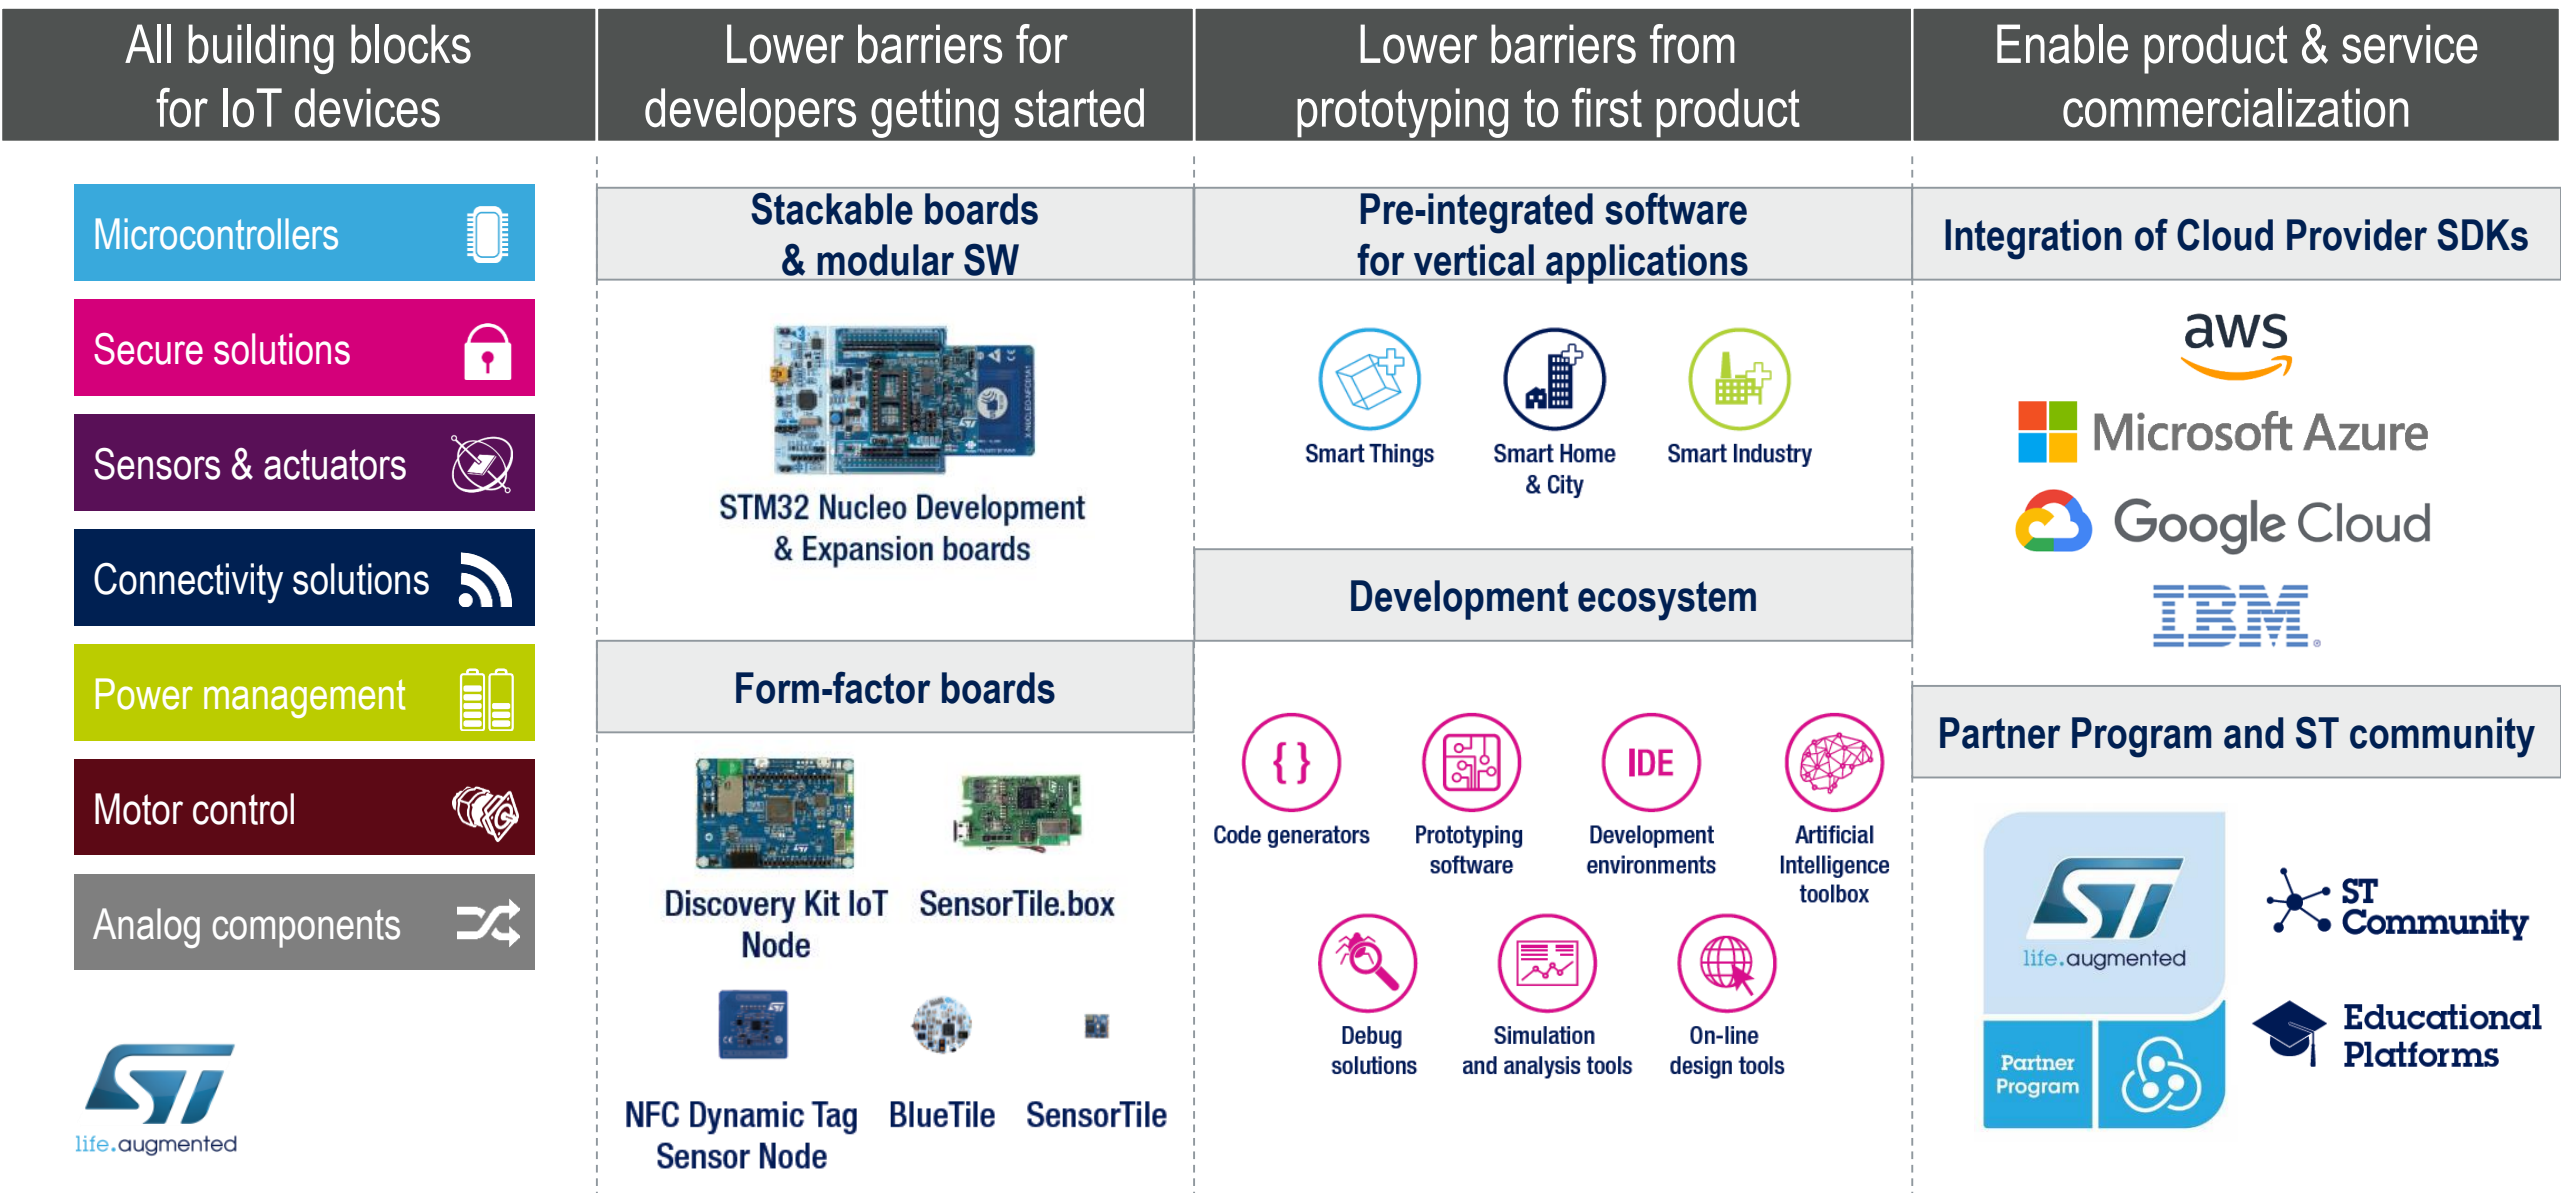 All building blocks
for IoT devices
Lower barriers for
developers getting started
Lower barriers from
prototyping to first product
Enable product & service
commercialization
Microcontrollers
Secure solutions
Sensors & actuators
Connectivity solutions
Power management
Motor control
Analog components
ST
life.augmented
Stackable boards
& modular SW
X-NUCLEO-NFC01A1
STM32 Nucleo Development
& Expansion boards
Form-factor boards
Discovery Kit IoT
Node
SensorTile.box
NFC Dynamic Tag
Sensor Node
BlueTile
SensorTile
Pre-integrated software
for vertical applications
Smart Things
Smart Home
& City
Smart Industry
Development ecosystem
{ }
Code generators
Prototyping
software
IDE
Development
environments
Artificial
Intelligence
toolbox
Debug
solutions
Simulation
and analysis tools
On-line
design tools
Integration of Cloud Provider SDKs
aws
Microsoft Azure
Google Cloud
IBM
Partner Program and ST community
ST
life.augmented
Partner
Program
ST
Community
Educational
Platforms